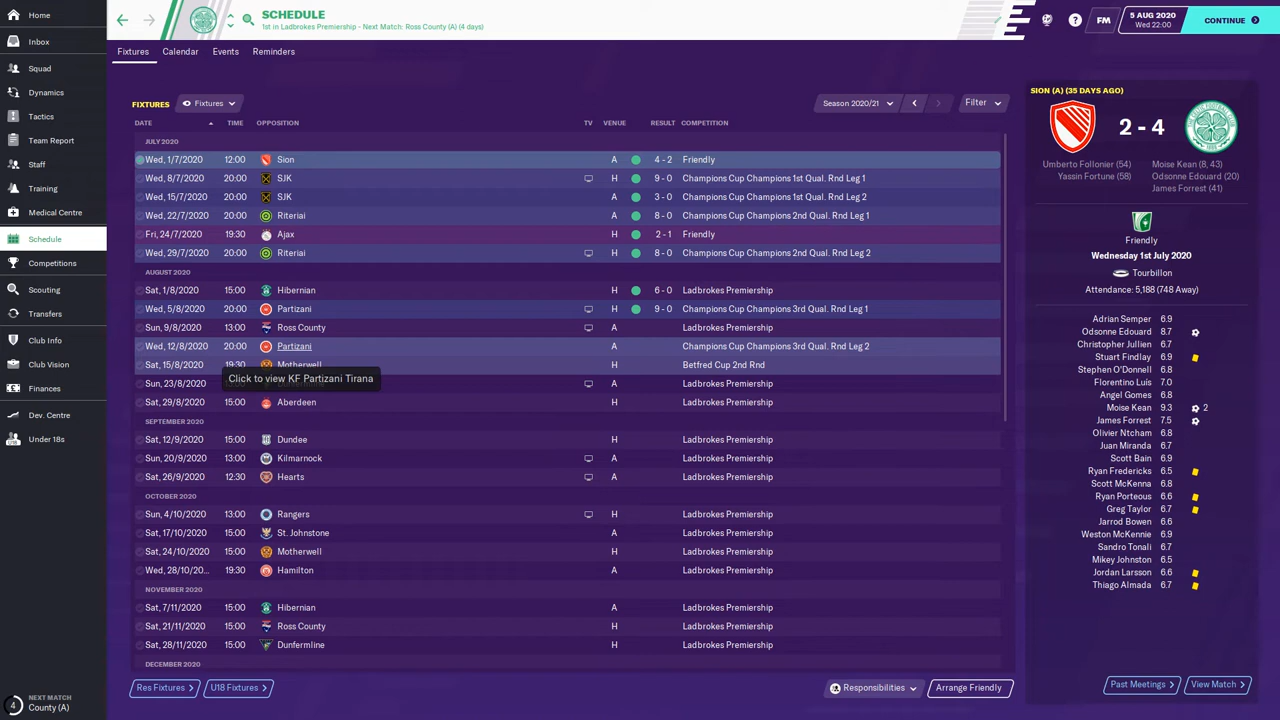 Inbox
Squad
Dynamics
Tactics
Team Report
Staff
Training
Medical Centre
Schedule
Competitions
Scouting
Transfers
Club Info
Club Vision
Finances
Dev. Centre
Under 18s
4 NEXT MATCH
County (A)
SCHEDULE
1st in Ladbrokes Premiership - Next Match: Ross County (A) (4 days)
? FM 5 AUG 2020 CONTINUE
Wed 22:00
Fixtures Calendar Events Reminders
FIXTURES Fixtures Season 2020/21 Filter
DATE TIME OPPOSITION TV VENUE RESULT COMPETITION
JULY 2020
Wed, 1/7/2020 12:00 Sion A 4 - 2 Friendly
Wed, 8/7/2020 20:00 SJK H 9 - 0 Champions Cup Champions 1st Qual. Rnd Leg 1
Wed, 15/7/2020 20:00 SJK A 3 - 0 Champions Cup Champions 1st Qual. Rnd Leg 2
Wed, 22/7/2020 20:00 Riteriai A 8 - 0 Champions Cup Champions 2nd Qual. Rnd Leg 1
Fri, 24/7/2020 19:30 Ajax H 2 - 1 Friendly
Wed, 29/7/2020 20:00 Riteriai H 8 - 0 Champions Cup Champions 2nd Qual. Rnd Leg 2
AUGUST 2020
Sat, 1/8/2020 15:00 Hibernian H 6 - 0 Ladbrokes Premiership
Wed, 5/8/2020 20:00 Partizani H 9 - 0 Champions Cup Champions 3rd Qual. Rnd Leg 1
Sun, 9/8/2020 13:00 Ross County A Ladbrokes Premiership
Wed, 12/8/2020 20:00 Partizani A Champions Cup Champions 3rd Qual. Rnd Leg 2
Sat, 15/8/2020 19:30 Motherwell H Betfred Cup 2nd Rnd
Click to view KF Partizani Tirana
Sun, 23/8/2020 A Ladbrokes Premiership
Sat, 29/8/2020 15:00 Aberdeen H Ladbrokes Premiership
SEPTEMBER 2020
Sat, 12/9/2020 15:00 Dundee H Ladbrokes Premiership
Sun, 20/9/2020 13:00 Kilmarnock A Ladbrokes Premiership
Sat, 26/9/2020 12:30 Hearts A Ladbrokes Premiership
OCTOBER 2020
Sun, 4/10/2020 13:00 Rangers H Ladbrokes Premiership
Sat, 17/10/2020 15:00 St. Johnstone A Ladbrokes Premiership
Sat, 24/10/2020 15:00 Motherwell H Ladbrokes Premiership
Wed, 28/10/20... 19:30 Hamilton A Ladbrokes Premiership
NOVEMBER 2020
Sat, 7/11/2020 15:00 Hibernian A Ladbrokes Premiership
Sat, 21/11/2020 15:00 Ross County H Ladbrokes Premiership
Sat, 28/11/2020 15:00 Dunfermline H Ladbrokes Premiership
DECEMBER 2020
Res Fixtures U18 Fixtures Responsibilities Arrange Friendly
SION (A) (35 DAYS AGO)
2 - 4
Umberto Follonier (54) Moise Kean (8, 43)
Yassin Fortune (58) Odsonne Edouard (20)
James Forrest (41)
Friendly
Wednesday 1st July 2020
Tourbillon
Attendance: 5,188 (748 Away)
Adrian Semper 6.9
Odsonne Edouard 8.7
Christopher Jullien 6.7
Stuart Findlay 6.9
Stephen O'Donnell 6.8
Florentino Luís 7.0
Angel Gomes 6.8
Moise Kean 9.3 2
James Forrest 7.5
Olivier Ntcham 6.8
Juan Miranda 6.7
Scott Bain 6.9
Ryan Fredericks 6.5
Scott McKenna 6.8
Ryan Porteous 6.6
Greg Taylor 6.7
Jarrod Bowen 6.6
Weston McKennie 6.9
Sandro Tonali 6.7
Mikey Johnston 6.5
Jordan Larsson 6.6
Thiago Almada 6.7
Past Meetings View Match